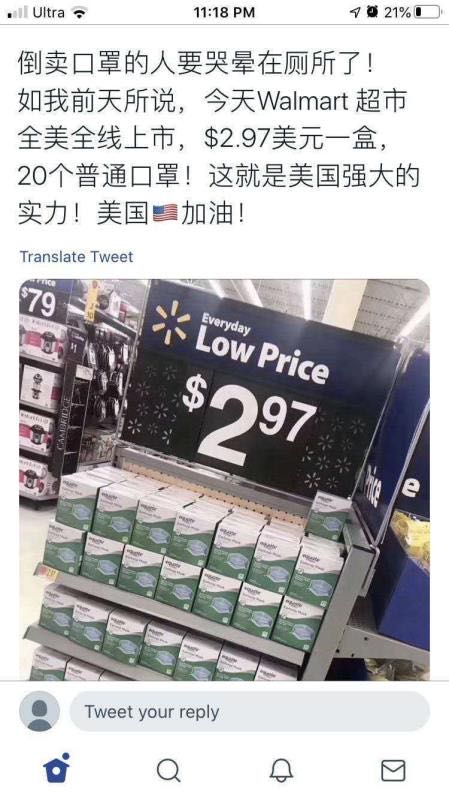 Ultra
11:18 PM
21%
倒卖口罩的人要哭晕在厕所了！
如我前天所说，今天Walmart 超市
全美全线上市，$2.97美元一盒，
20个普通口罩！这就是美国强大的
实力！美国🇺🇸加油！
Translate Tweet
Price
$79
CAMBRIDGE
Everyday
Low Price
$2.97
equate
Tweet your reply